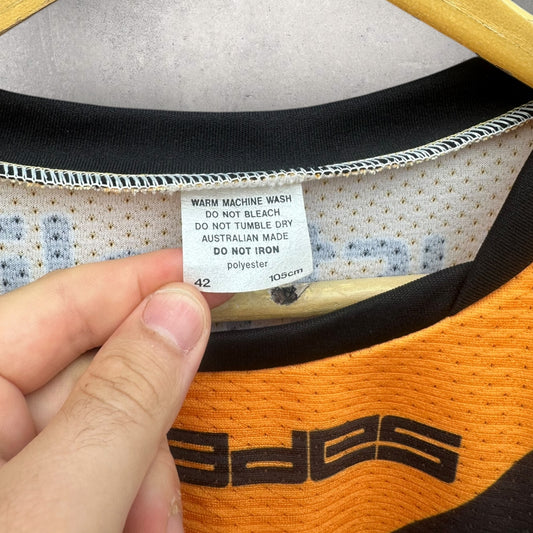 WARM MACHINE WASH
DO NOT BLEACH
DO NOT TUMBLE DRY
AUSTRALIAN MADE
DO NOT IRON
polyester
42 105cm